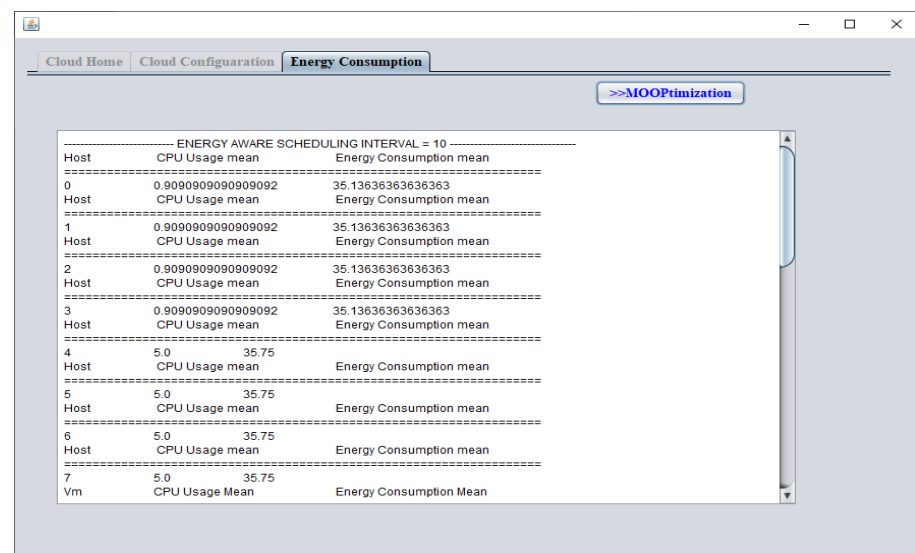 Cloud Home Cloud Configuaration Energy Consumption
>>MOOPtimization
--------------------------- ENERGY AWARE SCHEDULING INTERVAL = 10 -------------------------------
Host CPU Usage mean Energy Consumption mean
==================================================================
0 0.9090909090909092 35.13636363636363
Host CPU Usage mean Energy Consumption mean
==================================================================
1 0.9090909090909092 35.13636363636363
Host CPU Usage mean Energy Consumption mean
==================================================================
2 0.9090909090909092 35.13636363636363
Host CPU Usage mean Energy Consumption mean
==================================================================
3 0.9090909090909092 35.13636363636363
Host CPU Usage mean Energy Consumption mean
==================================================================
4 5.0 35.75
Host CPU Usage mean Energy Consumption mean
==================================================================
5 5.0 35.75
Host CPU Usage mean Energy Consumption mean
==================================================================
6 5.0 35.75
Host CPU Usage mean Energy Consumption mean
==================================================================
7 5.0 35.75
Vm CPU Usage Mean Energy Consumption Mean